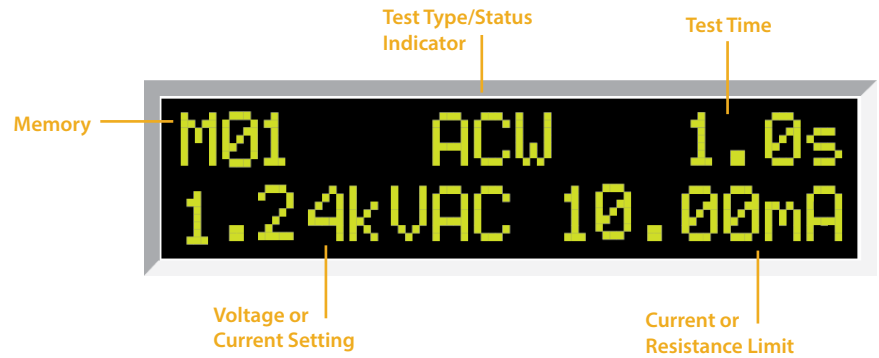 Test Type/Status
Indicator
Test Time
Memory
M01 ACW 1.0s
1.24kVAC 10.00mA
Voltage or
Current Setting
Current or
Resistance Limit